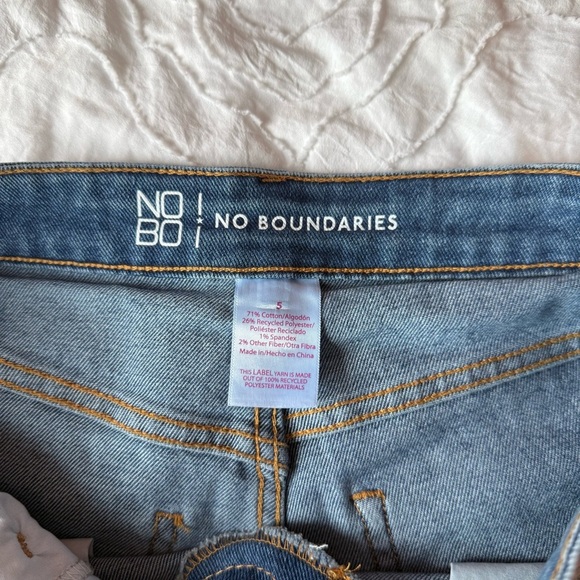 NO
BO
NO BOUNDARIES
5
71% Cotton/Algodón
26% Recycled Polyester/
Poliéster Reciclado
1% Spandex
2% Other Fiber/Otra Fibra
Made in/Hecho en China
THIS LABEL YARN IS MADE
OUT OF 100% RECYCLED
POLYESTER MATERIALS